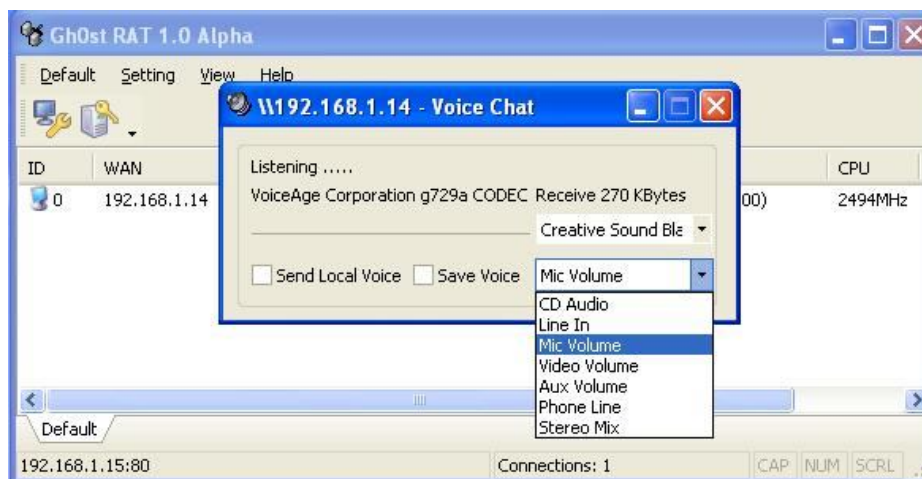 Gh0st RAT 1.0 Alpha
Default Setting View Help
\\192.168.1.14 - Voice Chat
ID WAN CPU
0 192.168.1.14 00) 2494MHz
Listening .....
VoiceAge Corporation g729a CODEC Receive 270 KBytes
Creative Sound Bla
Send Local Voice Save Voice Mic Volume
CD Audio
Line In
Mic Volume
Video Volume
Aux Volume
Phone Line
Stereo Mix
Default
192.168.1.15:80 Connections: 1 CAP NUM SCRL